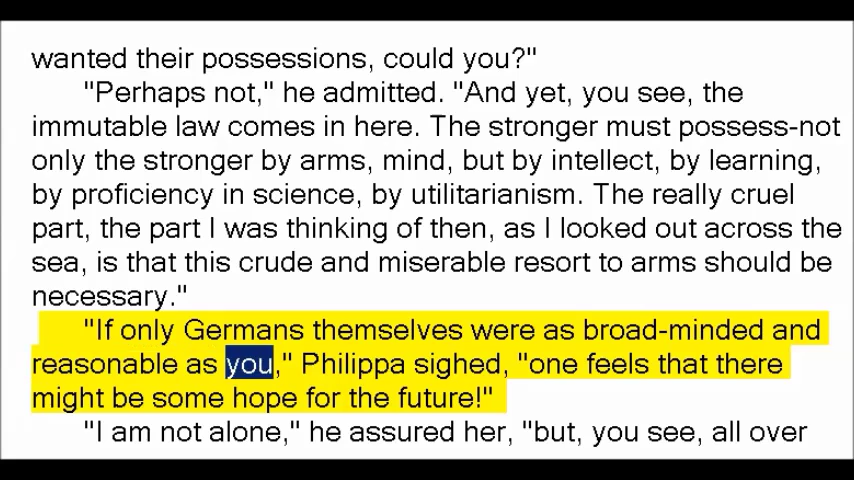 wanted their possessions, could you?"
"Perhaps not," he admitted. "And yet, you see, the
immutable law comes in here. The stronger must possess-not
only the stronger by arms, mind, but by intellect, by learning,
by proficiency in science, by utilitarianism. The really cruel
part, the part I was thinking of then, as I looked out across the
sea, is that this crude and miserable resort to arms should be
necessary."
"If only Germans themselves were as broad-minded and
reasonable as you," Philippa sighed, "one feels that there
might be some hope for the future!"
"I am not alone," he assured her, "but, you see, all over